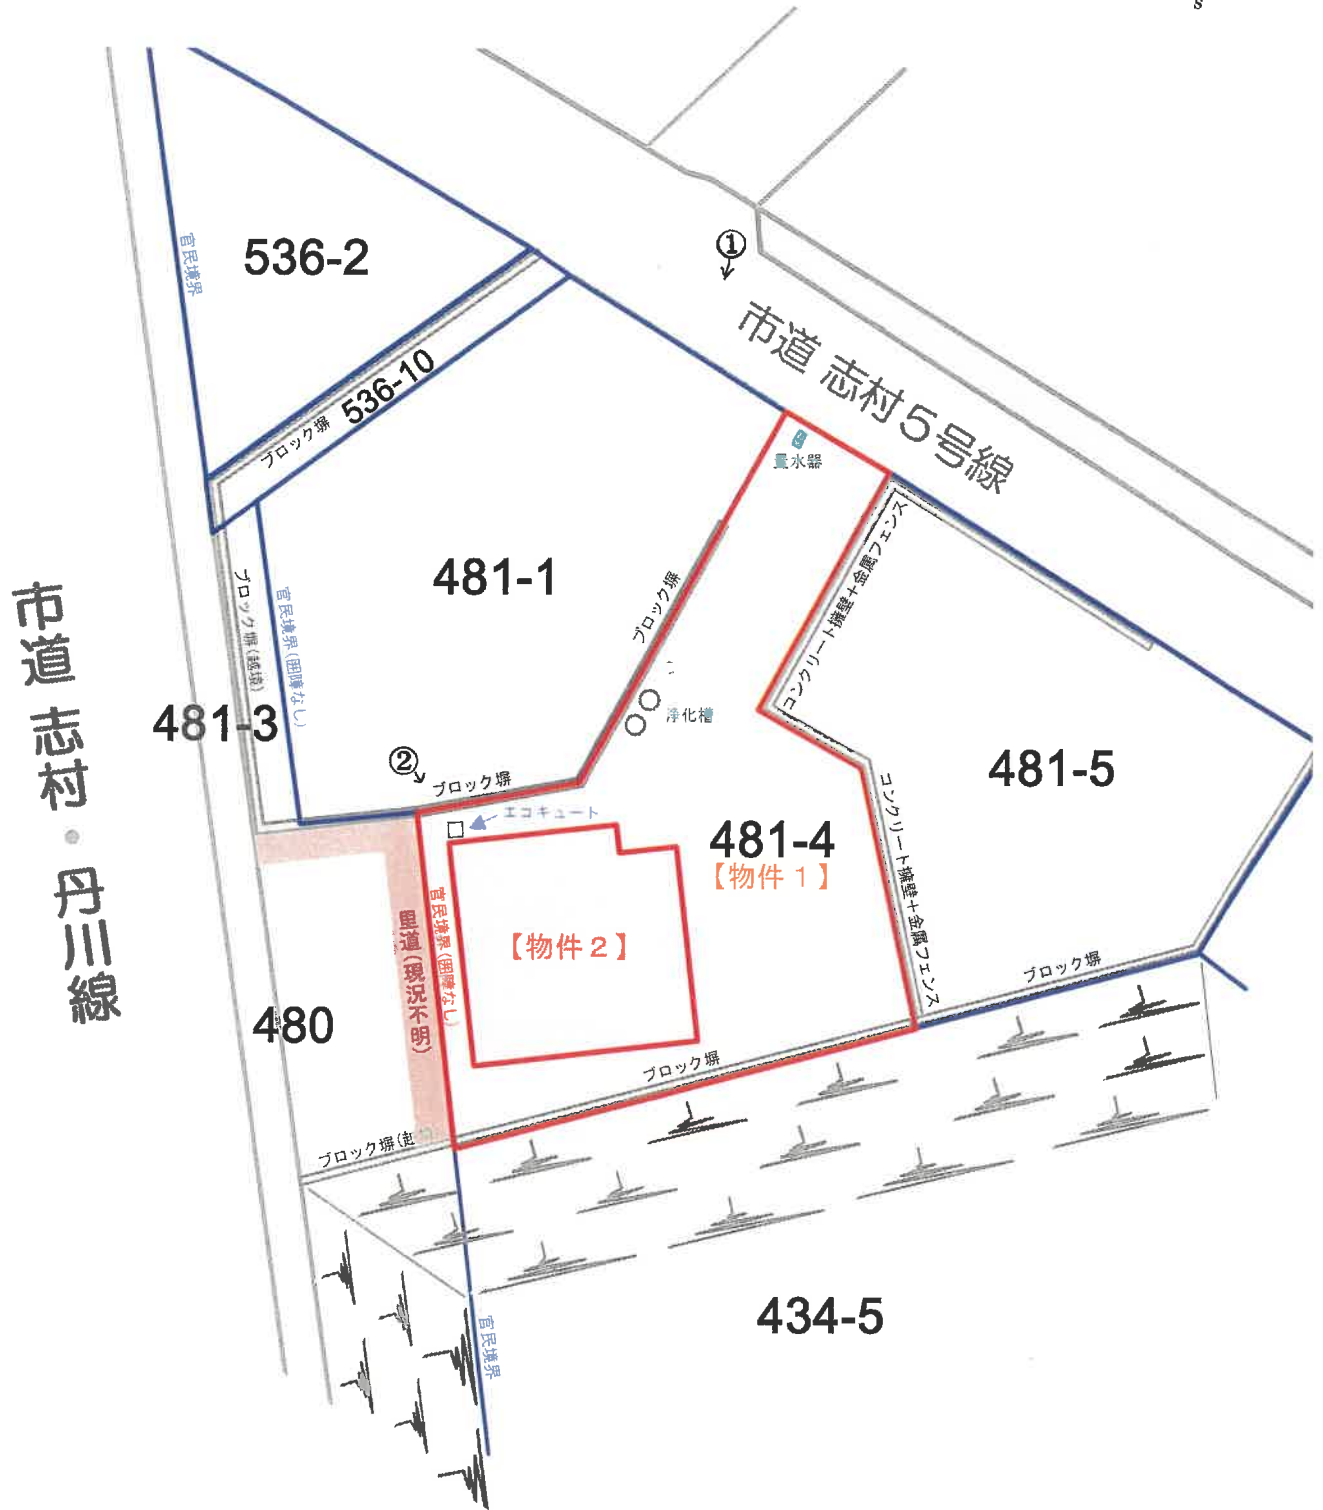 s
536-2
官民境界
①
市道 志村5号線
536-10
ブロック塀
量水器
コンクリート擁壁+金属フェンス
481-1
ブロック塀
ブロック塀(越境)
官民境界(囲障なし)
市道 志村・丹川線
481-3
浄化槽
②
ブロック塀
エコキュート
481-4
【物件1】
481-5
コンクリート擁壁+金属フェンス
里道(現況不明)
官民境界(囲障なし)
【物件2】
ブロック塀
480
ブロック塀
ブロック塀(越
434-5
官民境界